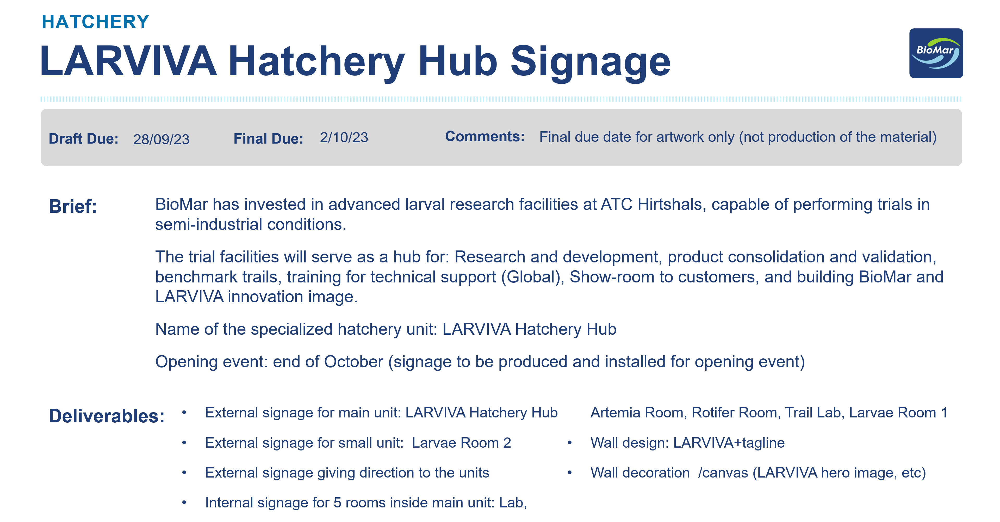 HATCHERY
LARVIVA Hatchery Hub Signage
BioMar
Draft Due: 28/09/23 Final Due: 2/10/23 Comments: Final due date for artwork only (not production of the material)
Brief:
BioMar has invested in advanced larval research facilities at ATC Hirtshals, capable of performing trials in
semi-industrial conditions.
The trial facilities will serve as a hub for: Research and development, product consolidation and validation,
benchmark trails, training for technical support (Global), Show-room to customers, and building BioMar and
LARVIVA innovation image.
Name of the specialized hatchery unit: LARVIVA Hatchery Hub
Opening event: end of October (signage to be produced and installed for opening event)
Deliverables:
• External signage for main unit: LARVIVA Hatchery Hub
• External signage for small unit:  Larvae Room 2
• External signage giving direction to the units
• Internal signage for 5 rooms inside main unit: Lab,
Artemia Room, Rotifer Room, Trail Lab, Larvae Room 1
• Wall design: LARVIVA+tagline
• Wall decoration  /canvas (LARVIVA hero image, etc)